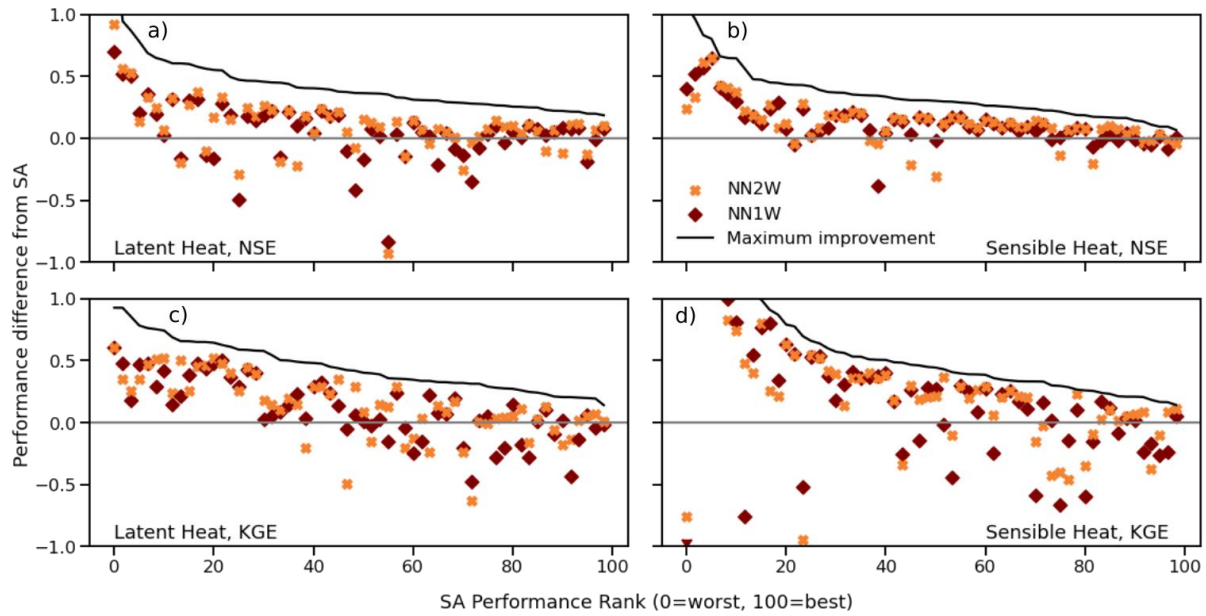 a)
b)
1.0
0.5
0.0
−0.5
−1.0
Latent Heat, NSE
NN2W
NN1W
Maximum improvement
Sensible Heat, NSE
Performance difference from SA
c)
d)
1.0
0.5
0.0
−0.5
−1.0
Latent Heat, KGE
Sensible Heat, KGE
0 20 40 60 80 100
0 20 40 60 80 100
SA Performance Rank (0=worst, 100=best)